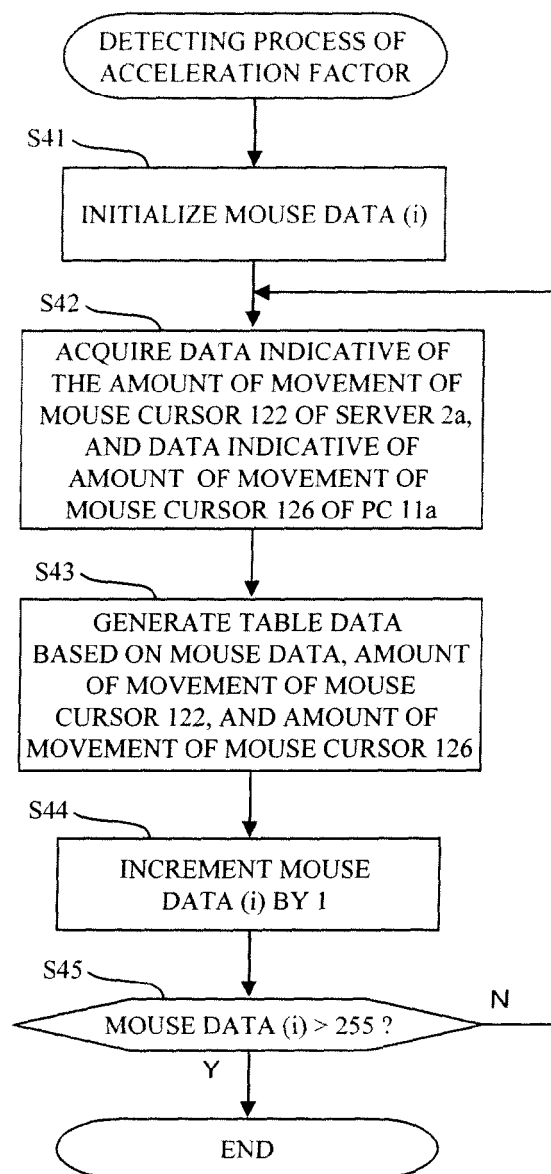 DETECTING PROCESS OF
ACCELERATION FACTOR
S41
INITIALIZE MOUSE DATA (i)
S42
ACQUIRE DATA INDICATIVE OF
THE AMOUNT OF MOVEMENT OF
MOUSE CURSOR 122 OF SERVER 2a,
AND DATA INDICATIVE OF
AMOUNT OF MOVEMENT OF
MOUSE CURSOR 126 OF PC 11a
S43
GENERATE TABLE DATA
BASED ON MOUSE DATA, AMOUNT
OF MOVEMENT OF MOUSE
CURSOR 122, AND AMOUNT OF
MOVEMENT OF MOUSE CURSOR 126
S44
INCREMENT MOUSE
DATA (i) BY 1
S45
MOUSE DATA (i) > 255 ?
N
Y
END